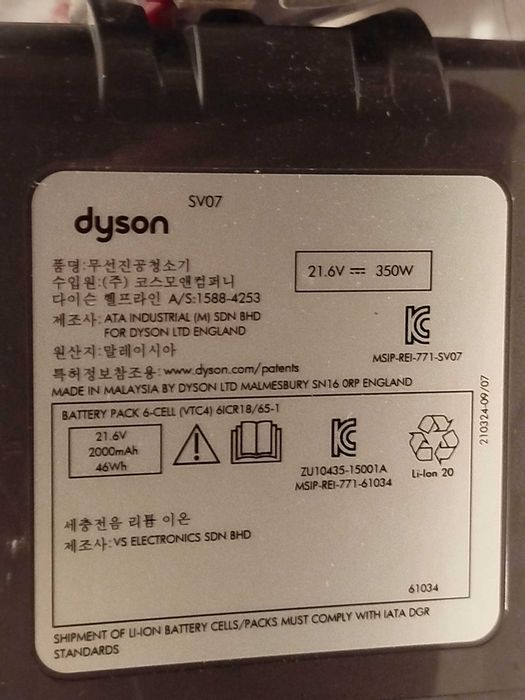 SV07
dyson
품명:무선진공청소기
21.6V ⎓ 350W
수입원:(주) 코스모앤컴퍼니
다이슨 헬프라인 A/S:1588-4253
제조사: ATA INDUSTRIAL (M) SDN BHD
FOR DYSON LTD ENGLAND
원산지: 말레이시아
MSIP-REI-771-SV07
특허정보참조용: www.dyson.com/patents
MADE IN MALAYSIA BY DYSON LTD MALMESBURY SN16 0RP ENGLAND
210324-09/07
BATTERY PACK 6-CELL (VTC4) 6ICR18/65-1
21.6V
2000mAh
46Wh
ZU10435-15001A
MSIP-REI-771-61034
Li-Ion 20
세충전음 리튬 이온
제조사: VS ELECTRONICS SDN BHD
61034
SHIPMENT OF LI-ION BATTERY CELLS/PACKS MUST COMPLY WITH IATA DGR
STANDARDS